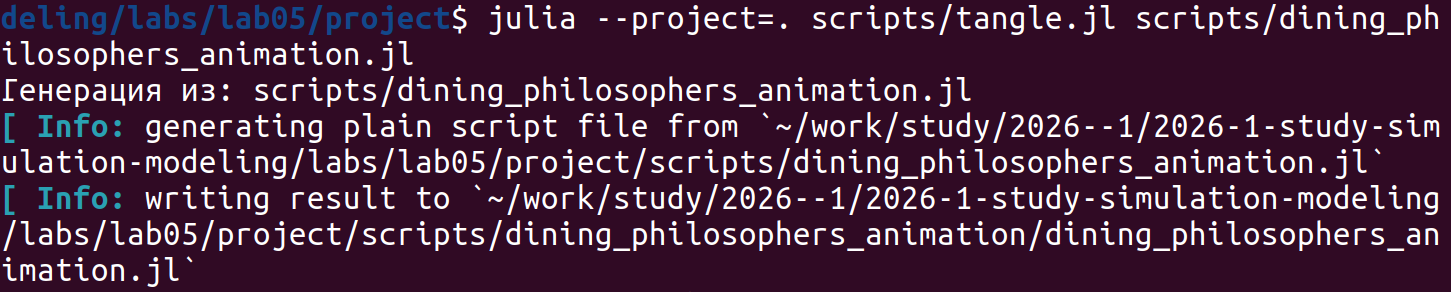 deling/labs/lab05/project$ julia --project=. scripts/tangle.jl scripts/dining_ph
ilosophers_animation.jl
Генерация из: scripts/dining_philosophers_animation.jl
[ Info: generating plain script file from `~/work/study/2026--1/2026-1-study-sim
ulation-modeling/labs/lab05/project/scripts/dining_philosophers_animation.jl`
[ Info: writing result to `~/work/study/2026--1/2026-1-study-simulation-modeling
/labs/lab05/project/scripts/dining_philosophers_animation/dining_philosophers_an
imation.jl`